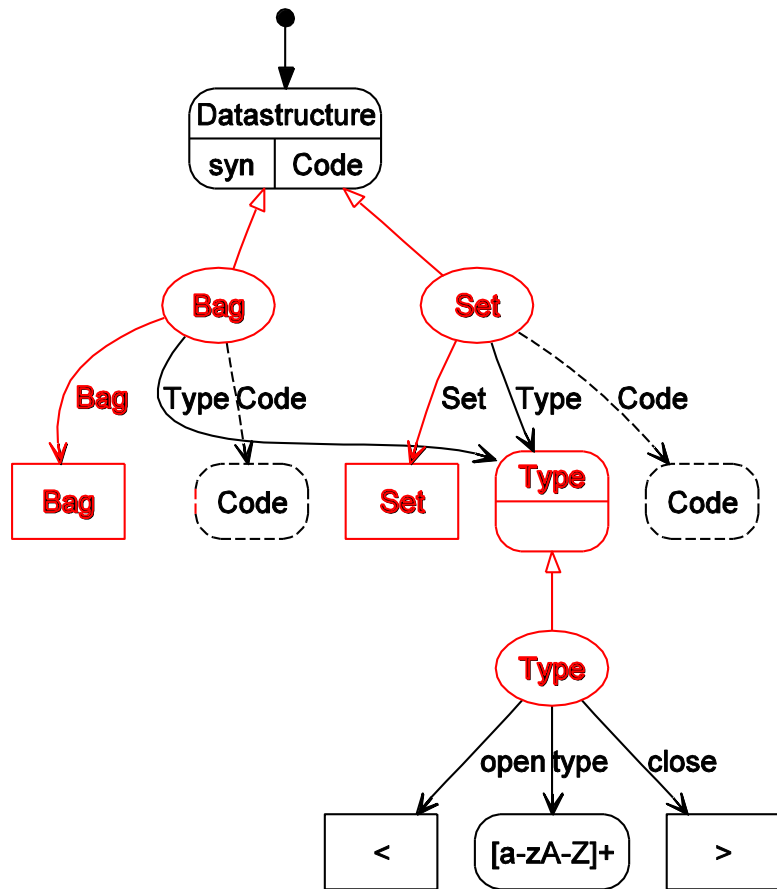 Datastructure
syn Code
Bag Set
Bag Type Code Set Type Code
Bag Code Set Type Code
Type
open type close
< [a-zA-Z]+ >